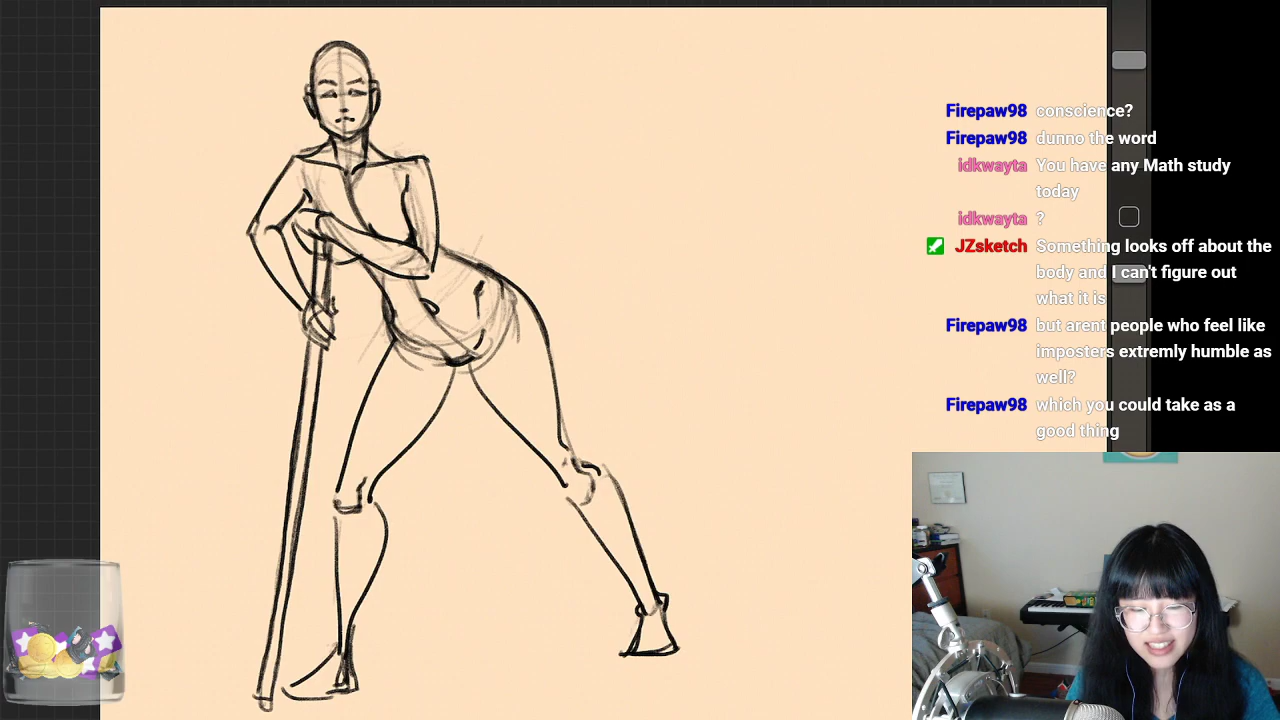 Firepaw98 conscience?
Firepaw98 dunno the word
idkwayta You have any Math study
today
idkwayta ?
JZsketch Something looks off about the
body and I can't figure out
what it is
Firepaw98 but arent people who feel like
imposters extremly humble as
well?
Firepaw98 which you could take as a
good thing